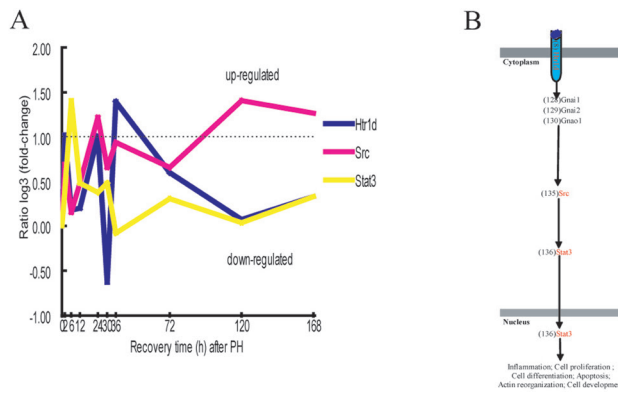 A
B
2.00
1.50
1.00
0.50
0.00
-0.50
-1.00
Ratio log3 (fold-change)
up-regulated
down-regulated
Htr1d
Src
Stat3
0 2 6 12 24 30 36 72 120 168
Recovery time (h) after PH
Cytoplasm
(128)Gnai1
(129)Gnai2
(130)Gnao1
(135)Src
(136)Stat3
Nucleus
(136)Stat3
Inflammation; Cell proliferation ;
Cell differentiation; Apoptosis;
Actin reorganization; Cell developmen